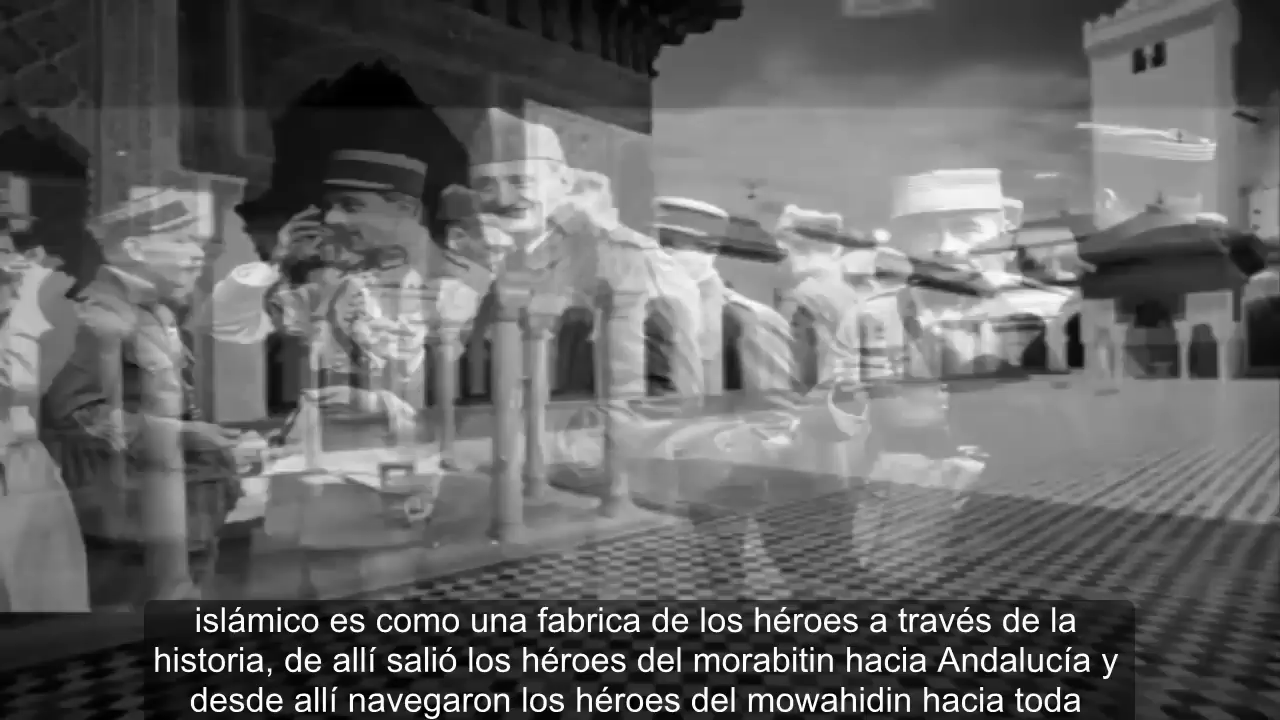 islámico es como una fabrica de los héroes a través de la
historia, de allí salió los héroes del morabitin hacia Andalucía y
desde allí navegaron los héroes del mowahidin hacia toda